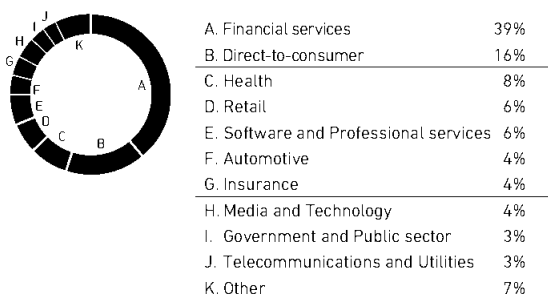 J
I
H
K
G
A
F
E
D
C
B
A. Financial services 39%
B. Direct-to-consumer 16%
C. Health 8%
D. Retail 6%
E. Software and Professional services 6%
F. Automotive 4%
G. Insurance 4%
H. Media and Technology 4%
I. Government and Public sector 3%
J. Telecommunications and Utilities 3%
K. Other 7%